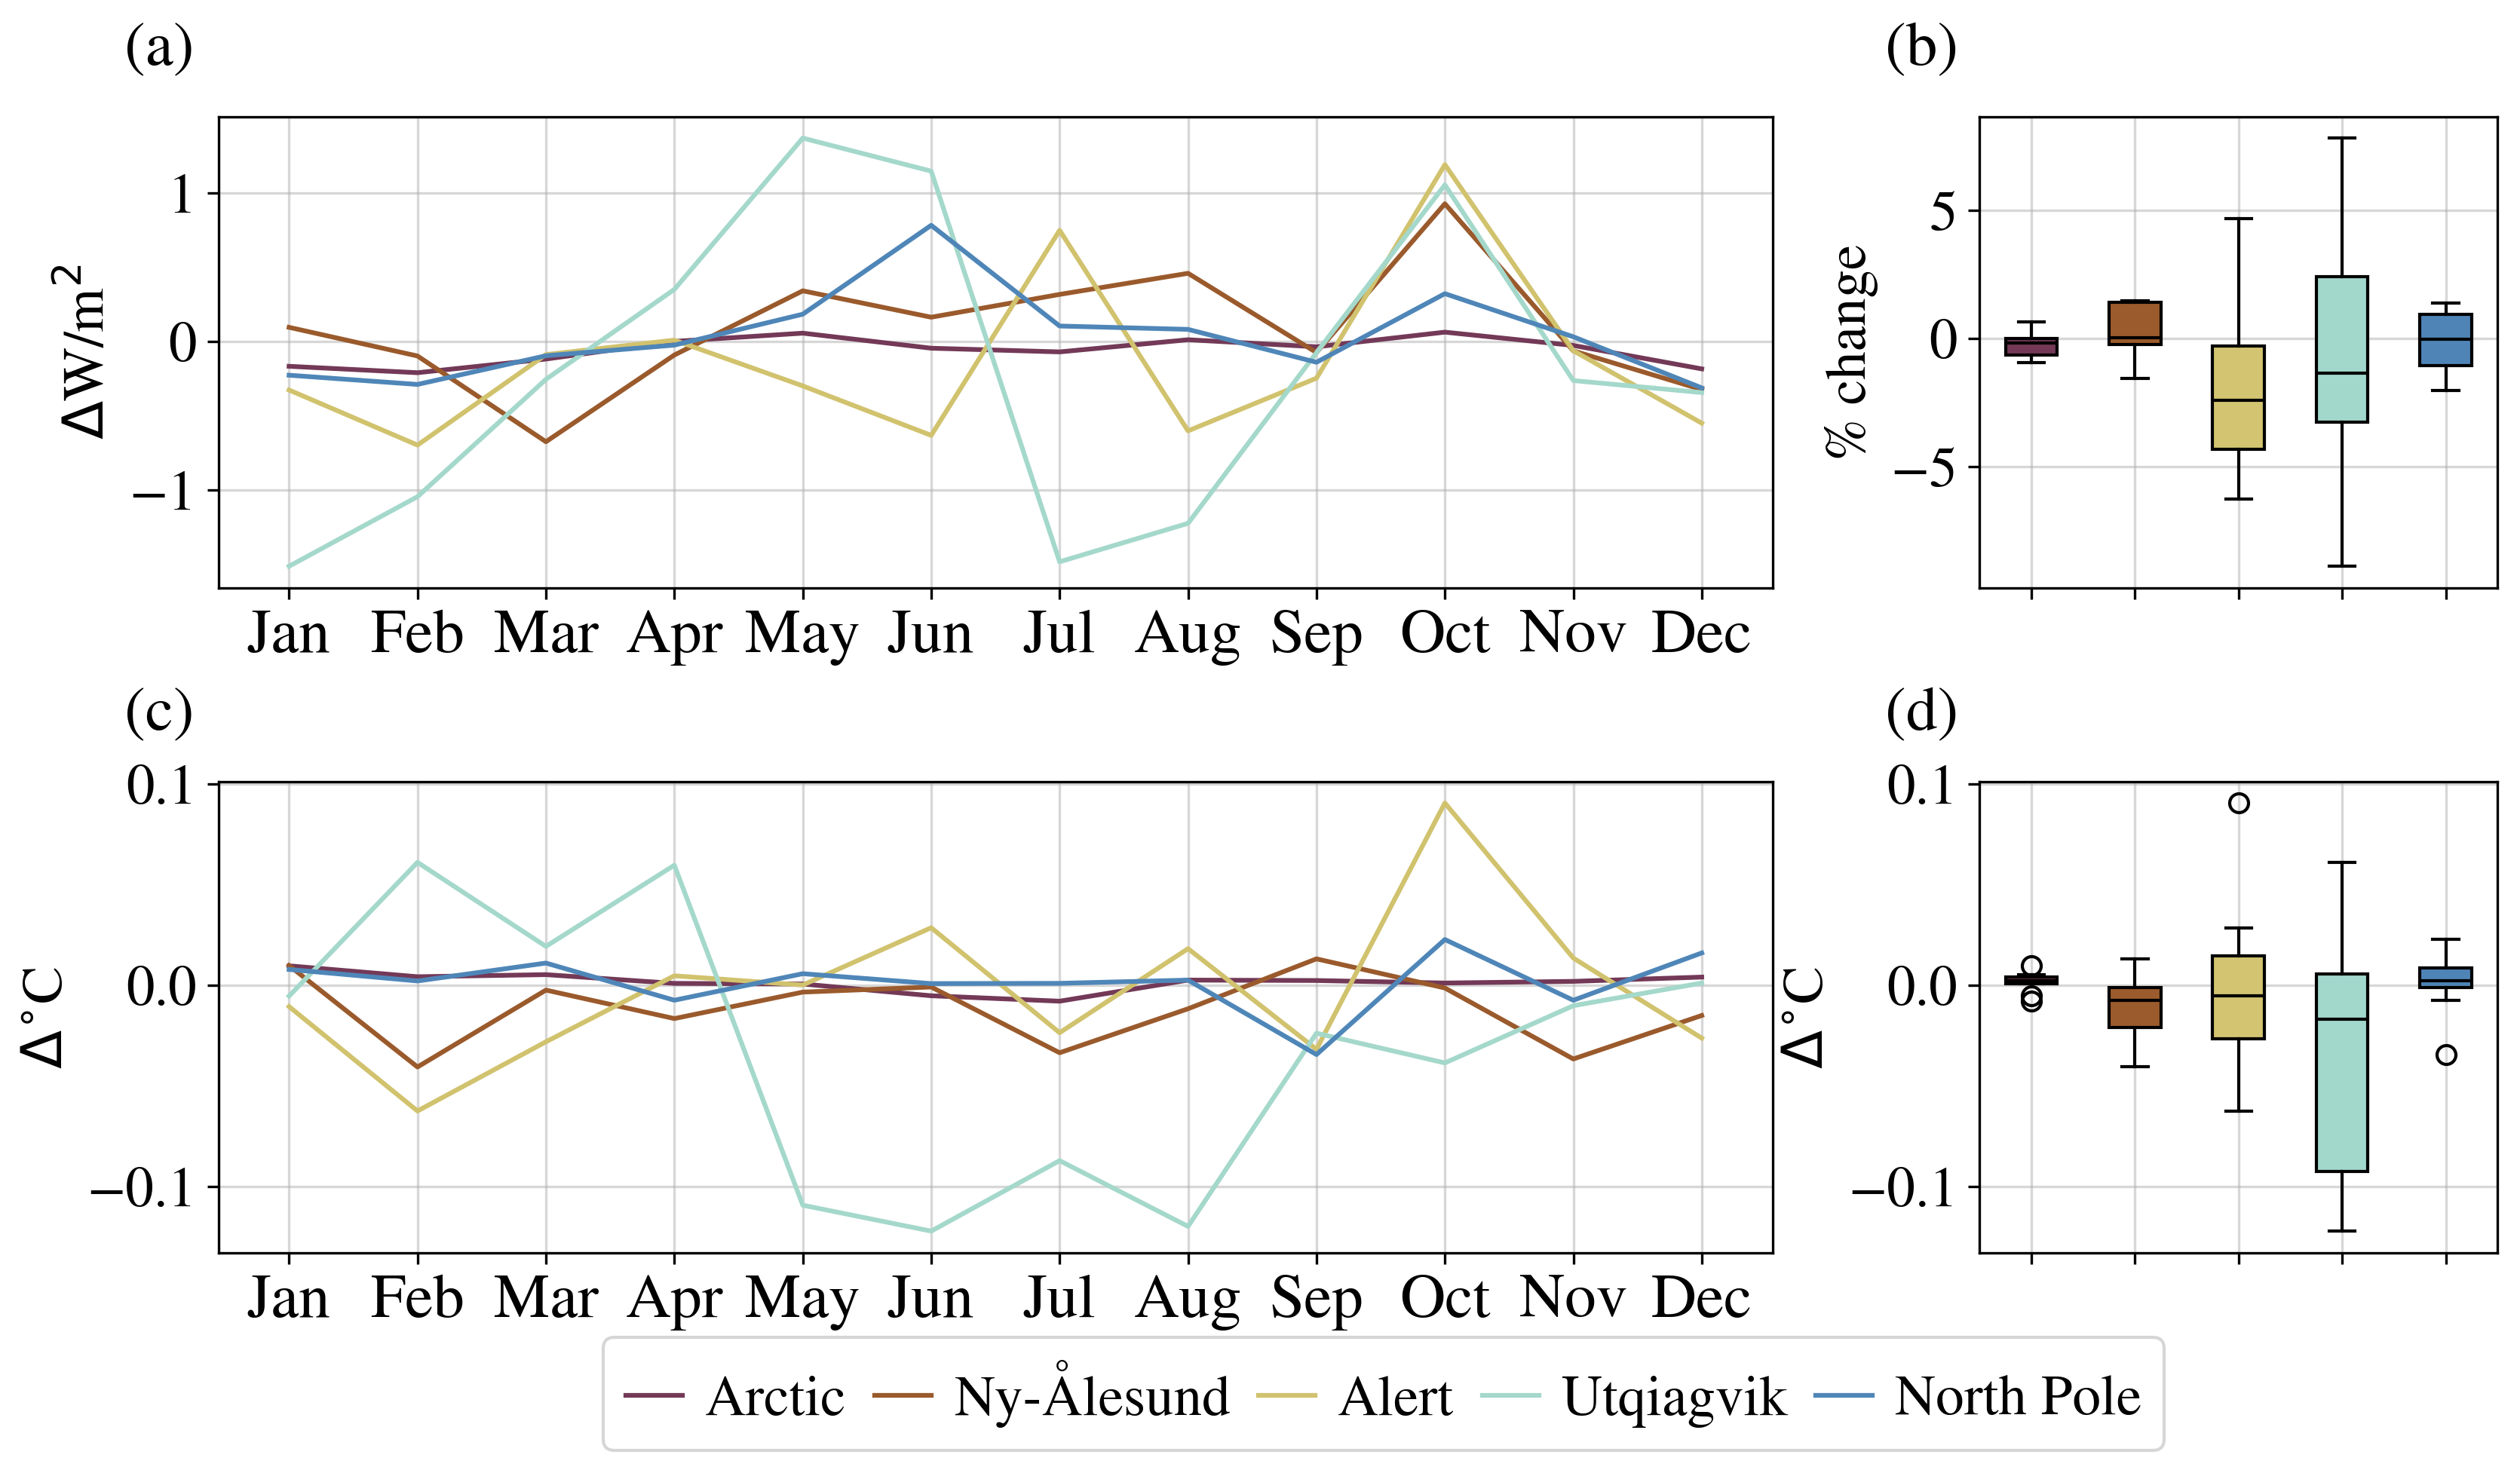 (a)
ΔW/m²
1
0
−1
Jan Feb Mar Apr May Jun Jul Aug Sep Oct Nov Dec
(b)
% change
5
0
−5
(c)
Δ°C
0.1
0.0
−0.1
Jan Feb Mar Apr May Jun Jul Aug Sep Oct Nov Dec
(d)
Δ°C
0.1
0.0
−0.1
Arctic Ny-Ålesund Alert Utqiagvik North Pole